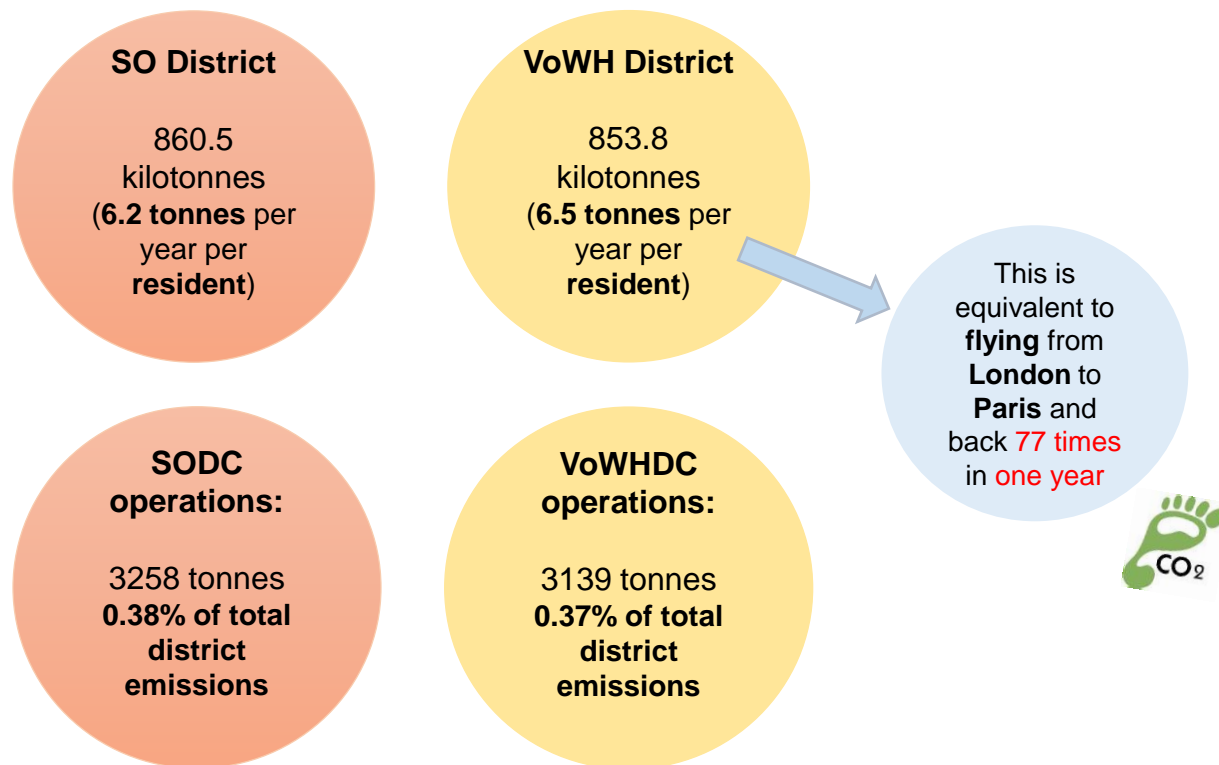 SO District
860.5
kilotonnes
(6.2 tonnes per
year per
resident)
VoWH District
853.8
kilotonnes
(6.5 tonnes per
year per
resident)
This is
equivalent to
flying from
London to
Paris and
back 77 times
in one year
SODC
operations:
3258 tonnes
0.38% of total
district
emissions
VoWHDC
operations:
3139 tonnes
0.37% of total
district
emissions
CO2